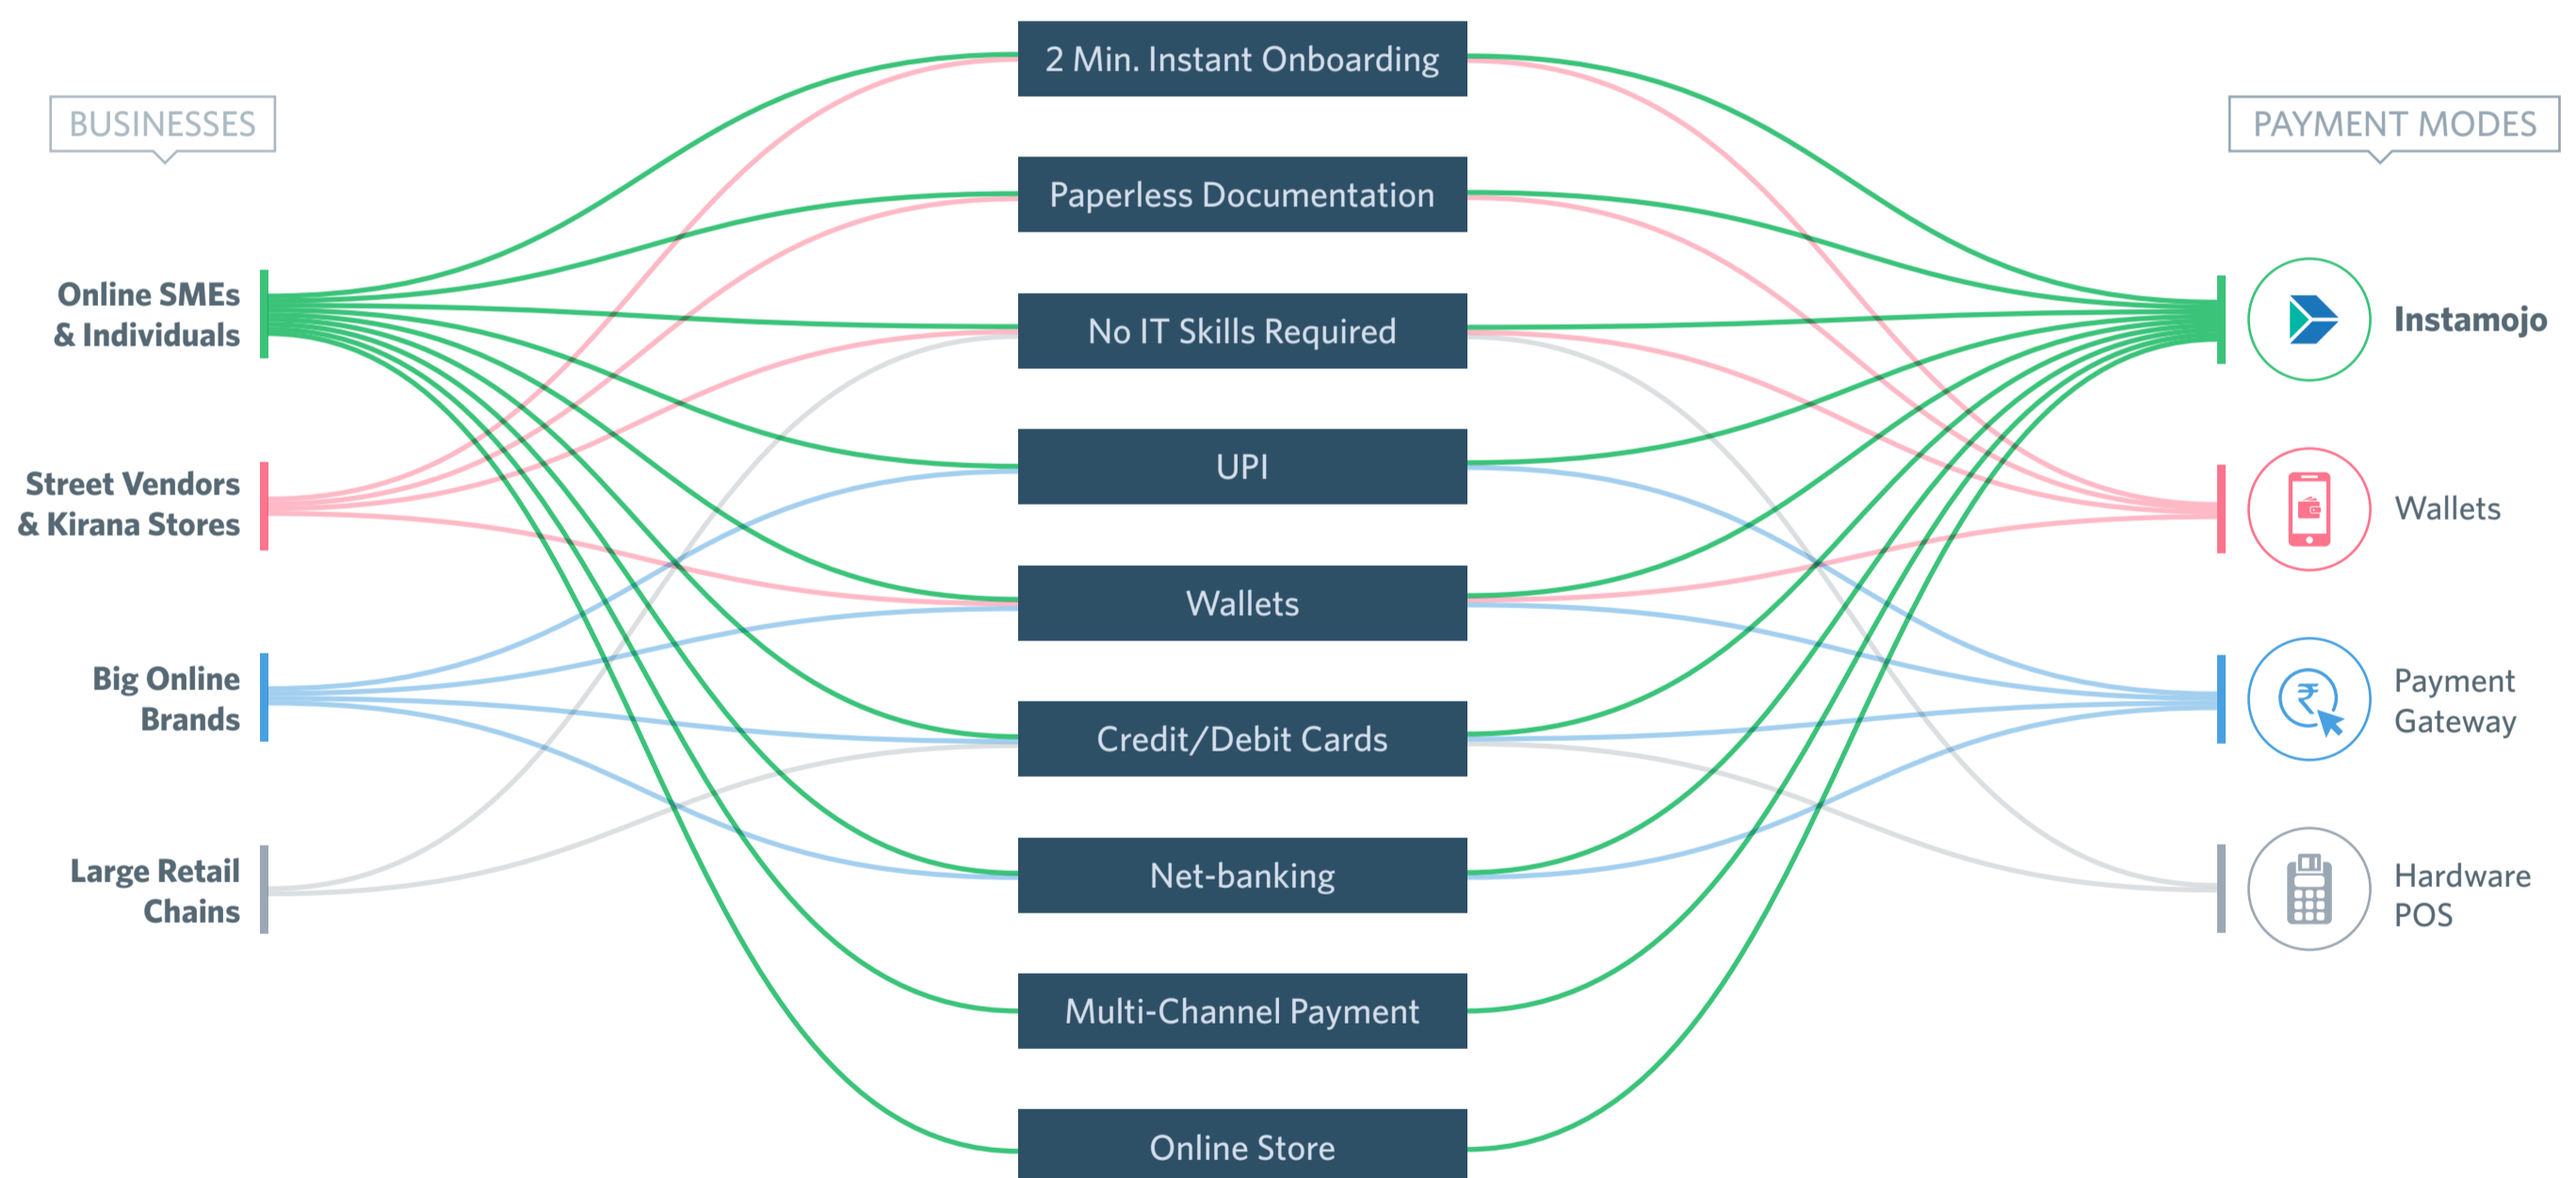 BUSINESSES
Online SMEs
& Individuals
Street Vendors
& Kirana Stores
Big Online
Brands
Large Retail
Chains
2 Min. Instant Onboarding
Paperless Documentation
No IT Skills Required
UPI
Wallets
Credit/Debit Cards
Net-banking
Multi-Channel Payment
Online Store
PAYMENT MODES
Instamojo
Wallets
₹
Payment
Gateway
Hardware
POS